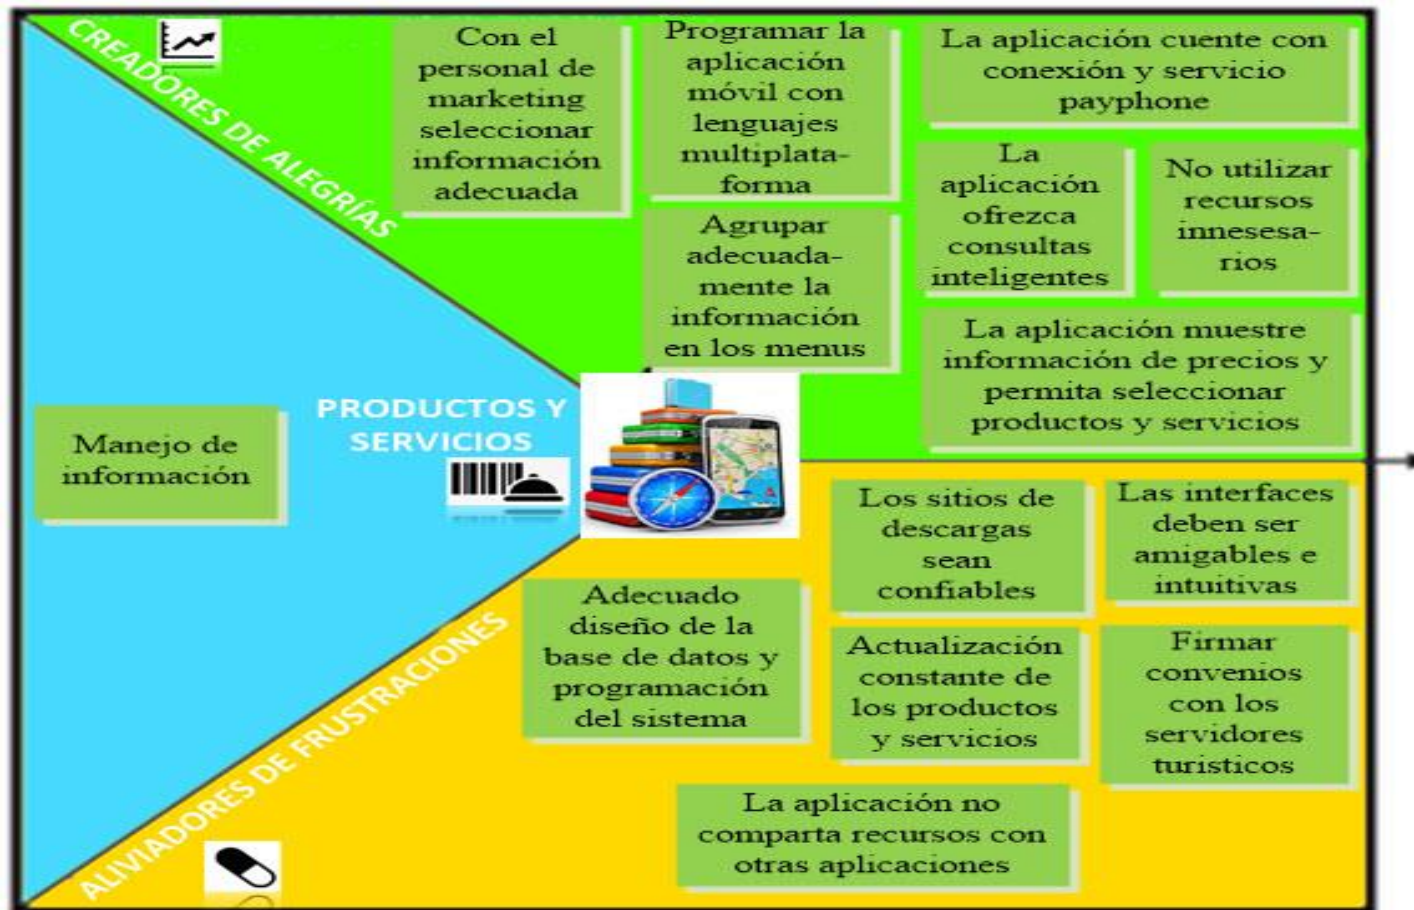 CREADORES DE ALEGRÍAS
Con el
personal de
marketing
seleccionar
información
adecuada
Programar la
aplicación
móvil con
lenguajes
multiplata-
forma
Agrupar
adecuada-
mente la
información
en los menus
La aplicación cuente con
conexión y servicio
payphone
La
aplicación
ofrezca
consultas
inteligentes
No utilizar
recursos
innesesa-
rios
La aplicación muestre
información de precios y
permita seleccionar
productos y servicios
PRODUCTOS Y
SERVICIOS
Manejo de
información
ALIVIADORES DE FRUSTRACIONES
Adecuado
diseño de la
base de datos y
programación
del sistema
Los sitios de
descargas
sean
confiables
Las interfaces
deben ser
amigables e
intuitivas
Actualización
constante de
los productos
y servicios
Firmar
convenios
con los
servidores
turisticos
La aplicación no
comparta recursos con
otras aplicaciones